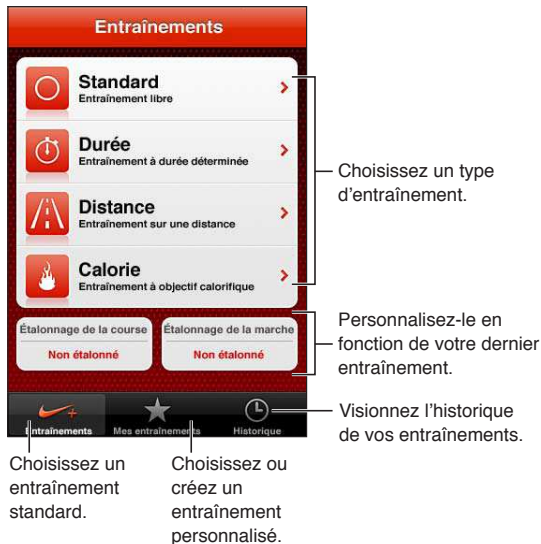 Entraînements
Standard
Entraînement libre
Durée
Entraînement à durée déterminée
Distance
Entraînement sur une distance
Calorie
Entraînement à objectif calorifique
Étalonnage de la course
Non étalonné
Étalonnage de la marche
Non étalonné
Entraînements
Mes entraînements
Historique
Choisissez un type
d’entraînement.
Personnalisez-le en
fonction de votre dernier
entraînement.
Visionnez l’historique
de vos entraînements.
Choisissez un
entraînement
standard.
Choisissez ou
créez un
entraînement
personnalisé.